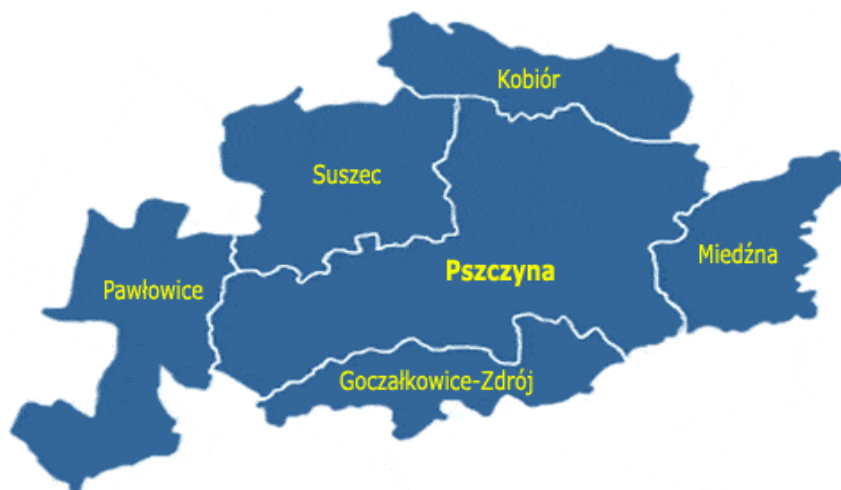 Kobiór
Suszec
Miedźna
Pszczyna
Pawłowice
Goczałkowice-Zdrój